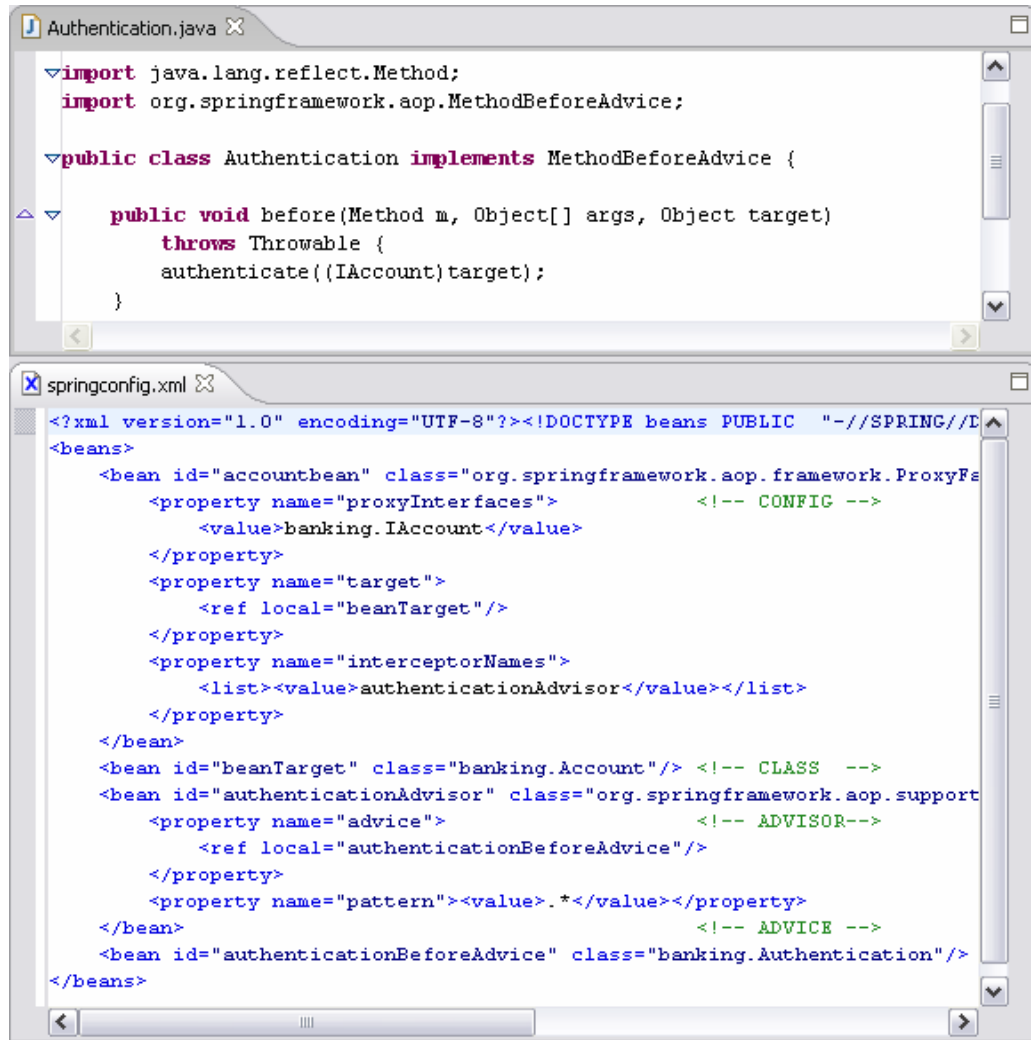 Authentication.java
import java.lang.reflect.Method;
import org.springframework.aop.MethodBeforeAdvice;
public class Authentication implements MethodBeforeAdvice {
public void before(Method m, Object[] args, Object target)
throws Throwable {
authenticate((IAccount)target);
}
springconfig.xml
<?xml version="1.0" encoding="UTF-8"?><!DOCTYPE beans PUBLIC "-//SPRING//D
<beans>
<bean id="accountbean" class="org.springframework.aop.framework.ProxyFa
<property name="proxyInterfaces"> <!-- CONFIG -->
<value>banking.IAccount</value>
</property>
<property name="target">
<ref local="beanTarget"/>
</property>
<property name="interceptorNames">
<list><value>authenticationAdvisor</value></list>
</property>
</bean>
<bean id="beanTarget" class="banking.Account"/> <!-- CLASS -->
<bean id="authenticationAdvisor" class="org.springframework.aop.support
<property name="advice"> <!-- ADVISOR-->
<ref local="authenticationBeforeAdvice"/>
</property>
<property name="pattern"><value>.*</value></property>
</bean> <!-- ADVICE -->
<bean id="authenticationBeforeAdvice" class="banking.Authentication"/>
</beans>